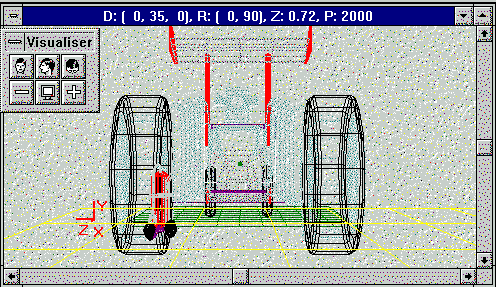 D: ( 0, 35, 0), R: ( 0, 90), Z: 0.72, P: 2000
Visualiser
Y
Z X